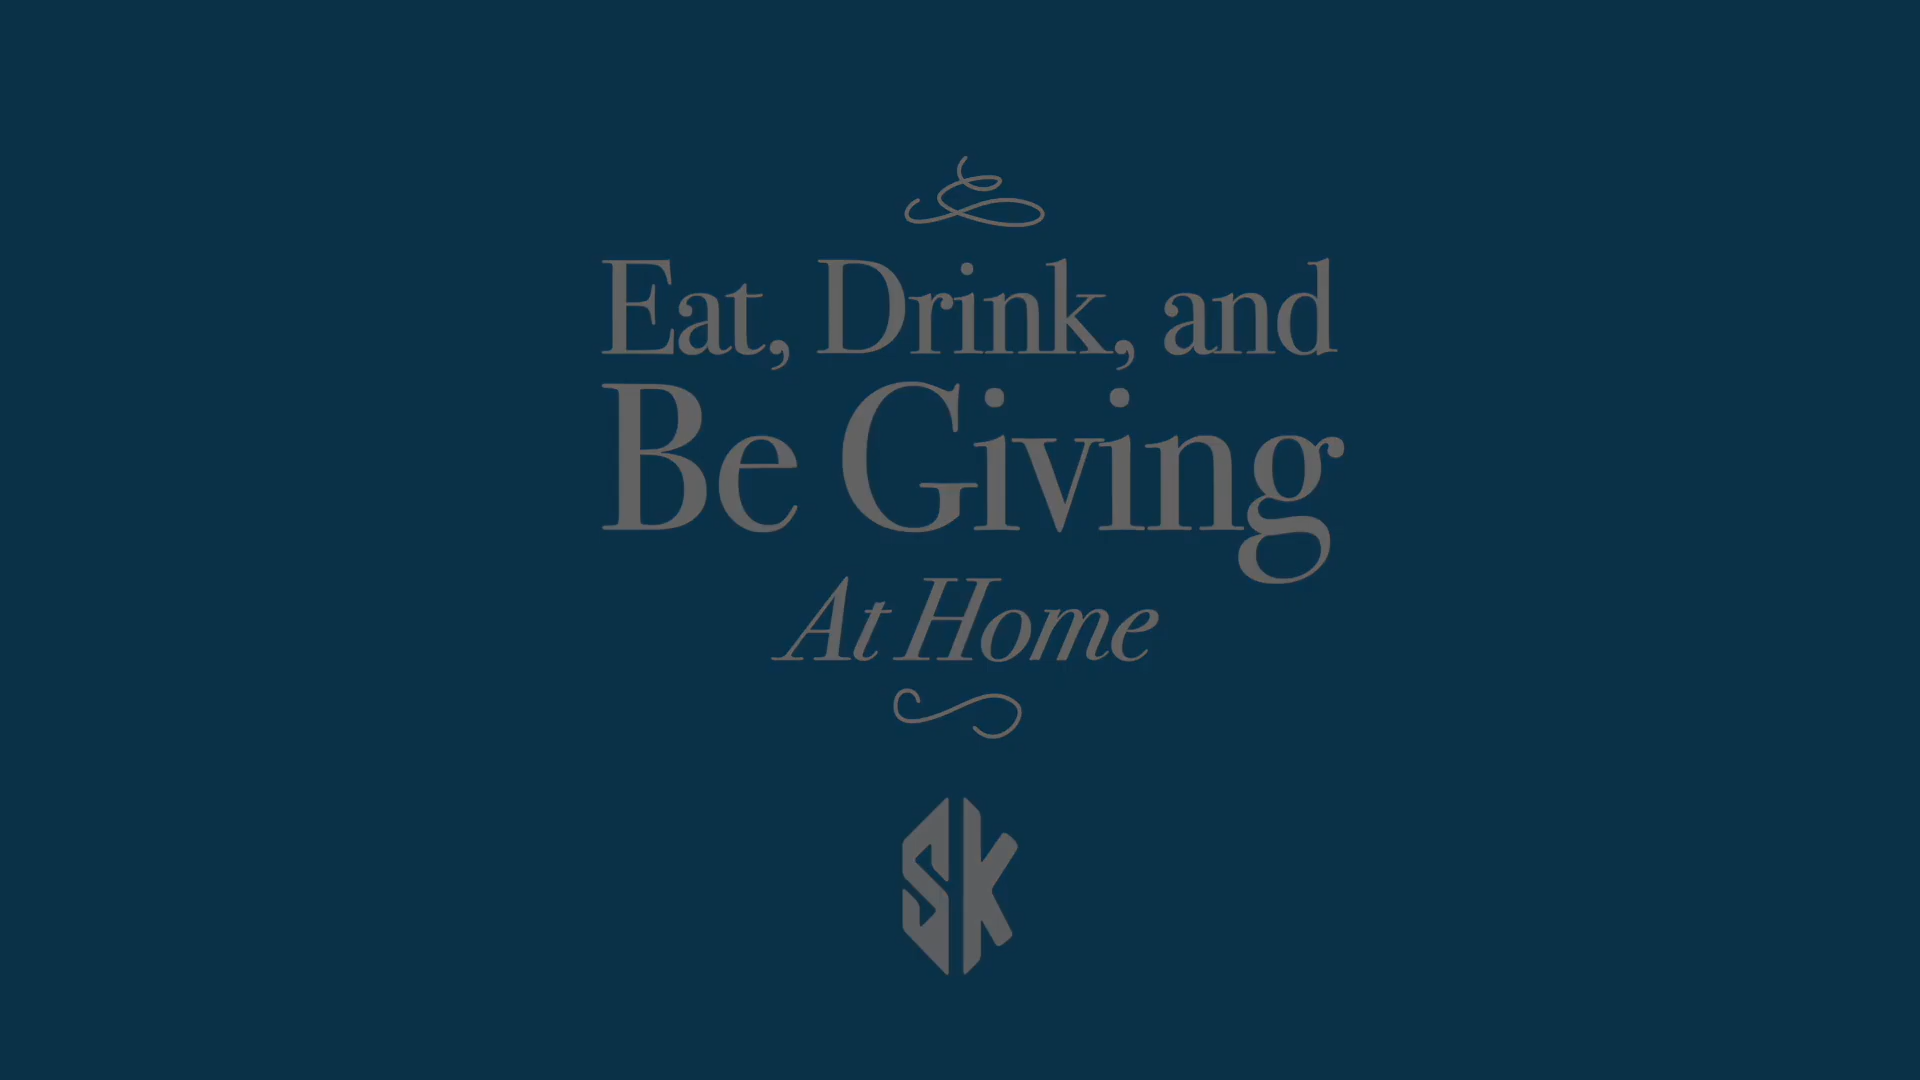 Eat, Drink, and
Be Giving
At Home
SK